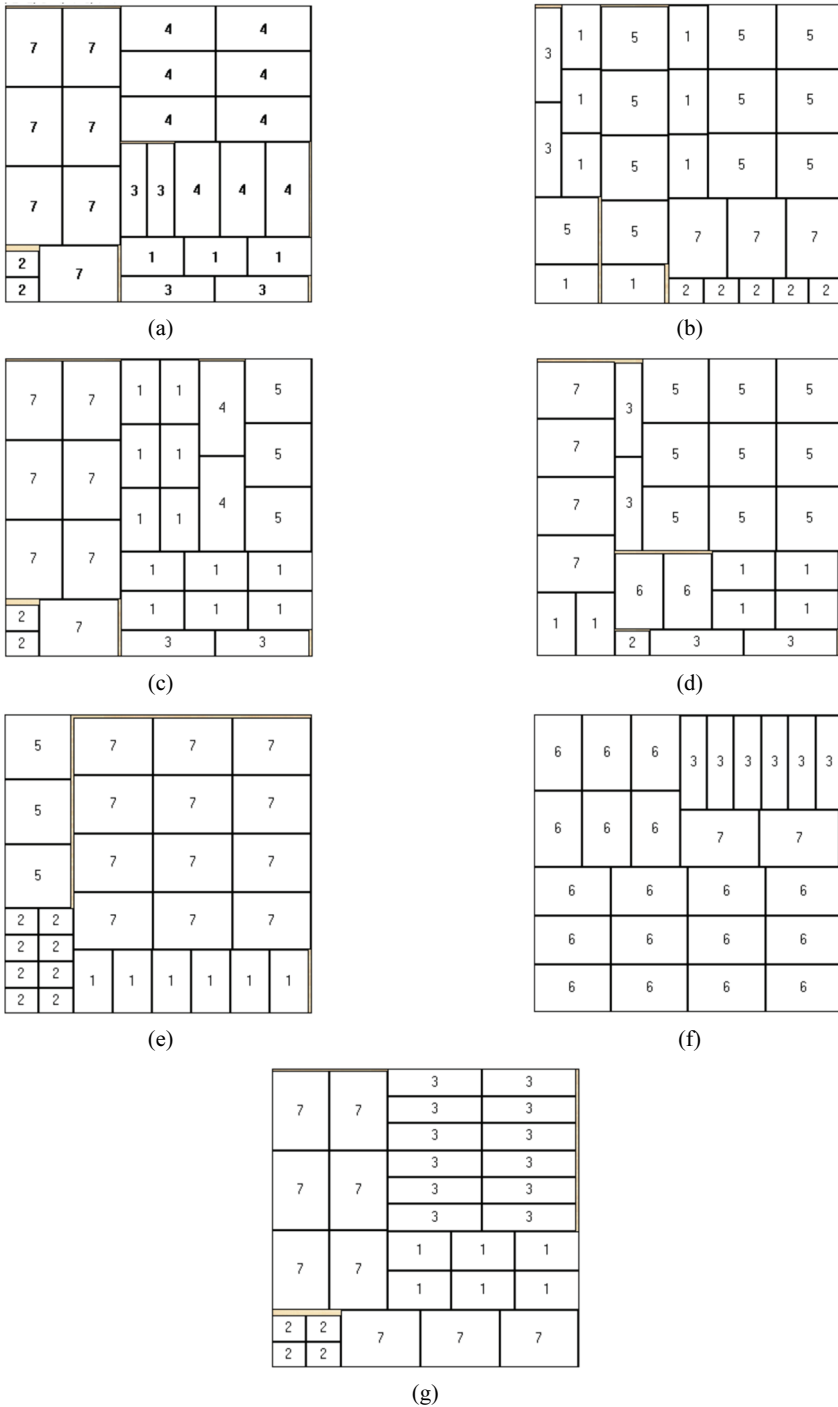 4 4
7 7
4 4
4 4
7 7
3 3 4 4 4
7 7
1 1 1
2 7
2 3 3
(a)
1 5 1 5 5
3
1 5 1 5 5
3
1 5 1 5 5
5 5 7 7 7
1 1 2 2 2 2 2
(b)
7 7 1 1 4 5
1 1 5
7 7
1 1 4 5
7 7
1 1 1
1 1 1
2 7
2 3 3
(c)
7 5 5 5
3
7 5 5 5
7 3 5 5 5
7
1 1
6 6 1 1
1 1
2 3 3
(d)
5 7 7 7
7 7 7
5
7 7 7
5
7 7 7
2 2
2 2
2 2 1 1 1 1 1 1
2 2
(e)
6 6 6 3 3 3 3 3 3
6 6 6 7 7
6 6 6 6
6 6 6 6
6 6 6 6
(f)
3 3
7 7 3 3
3 3
3 3
7 7 3 3
3 3
1 1 1
7 7
1 1 1
2 2 7 7 7
2 2
(g)